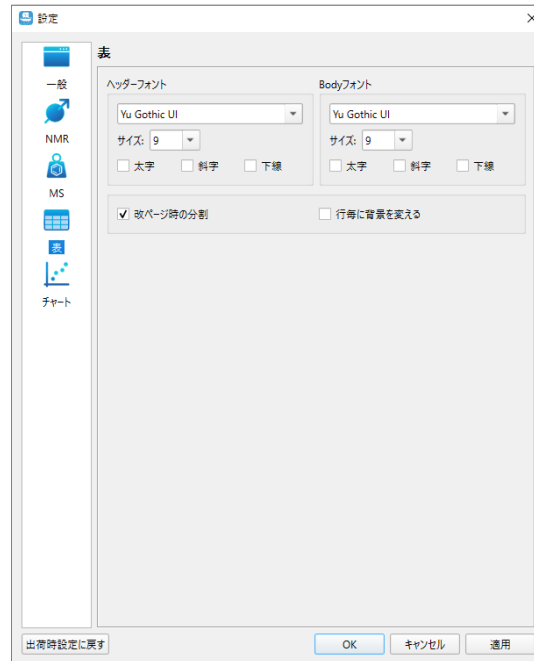 設定
表
一般
NMR
MS
表
チャート
ヘッダーフォント
Yu Gothic UI
サイズ: 9
太字 斜字 下線
Bodyフォント
Yu Gothic UI
サイズ: 9
太字 斜字 下線
改ページ時の分割
行毎に背景を変える
出荷時設定に戻す
OK
キャンセル
適用